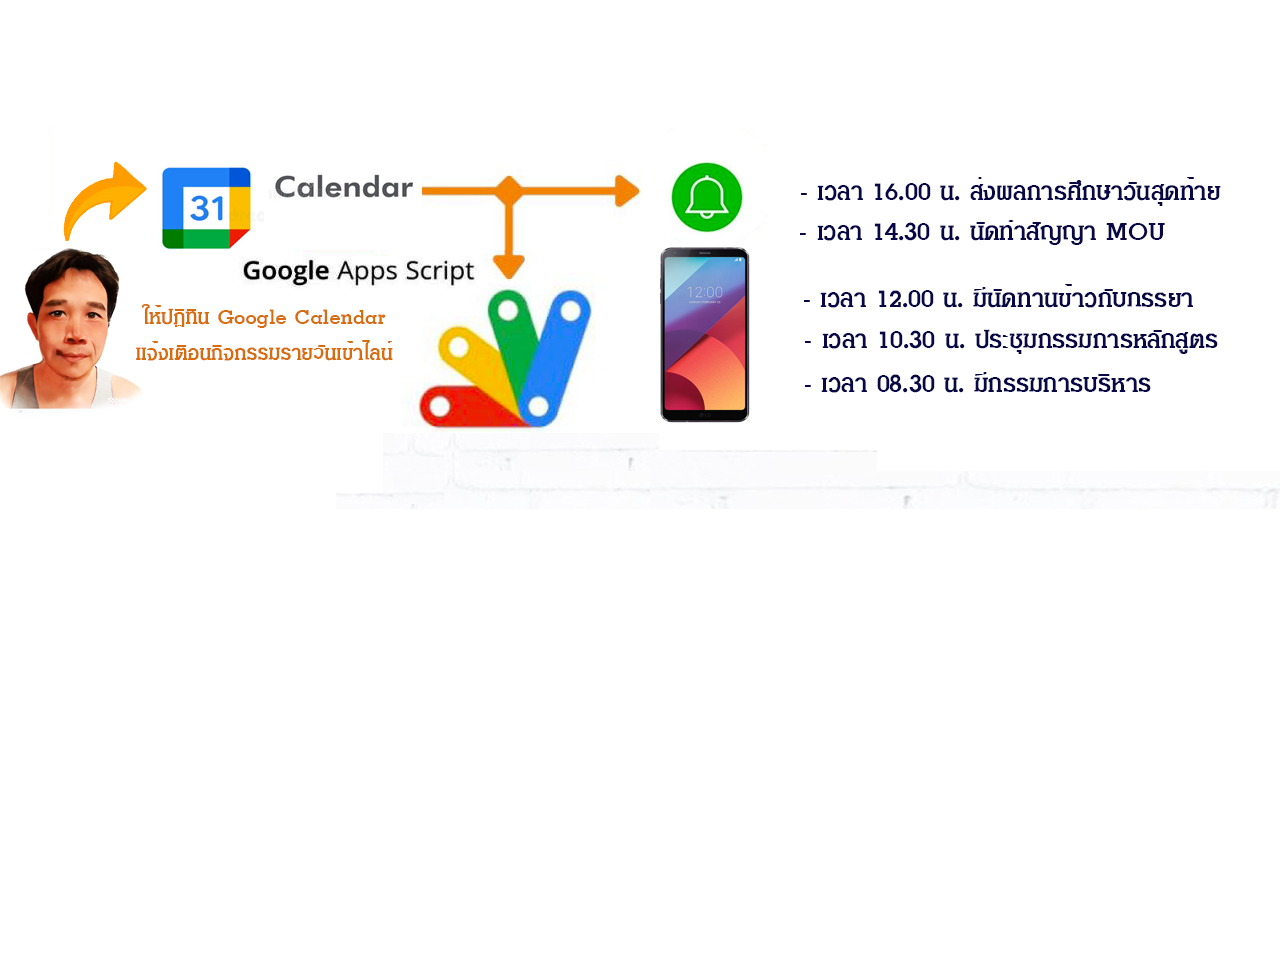 31
Calendar
Google Apps Script
ให้ปฏิทิน Google Calendar
แจ้งเตือนกิจกรรมรายวันเข้าไลน์
12:00
- เวลา 16.00 น. ส่งผลการศึกษาวันสุดท้าย
- เวลา 14.30 น. นัดทำสัญญา MOU
- เวลา 12.00 น. มีนัดทานข้าวกับภรรยา
- เวลา 10.30 น. ประชุมกรรมการหลักสูตร
- เวลา 08.30 น. มีกรรมการบริหาร